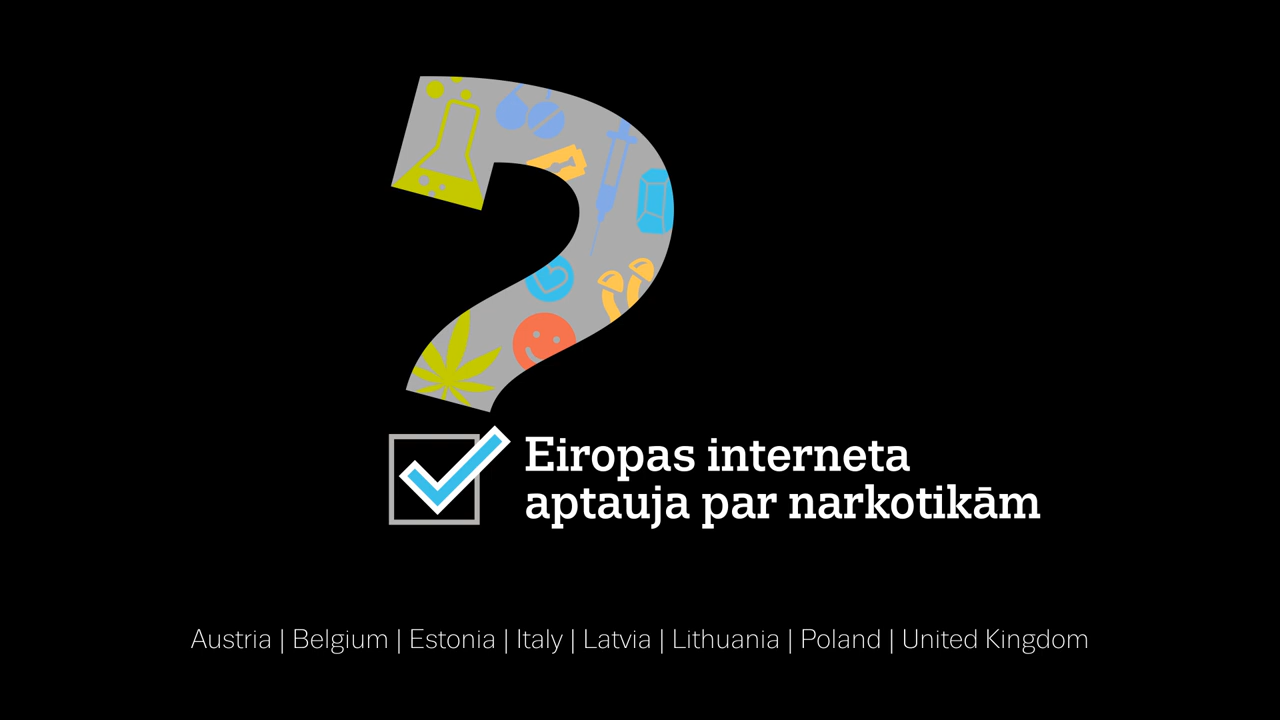 Eiropas interneta
aptauja par narkotikām
Austria | Belgium | Estonia | Italy | Latvia | Lithuania | Poland | United Kingdom